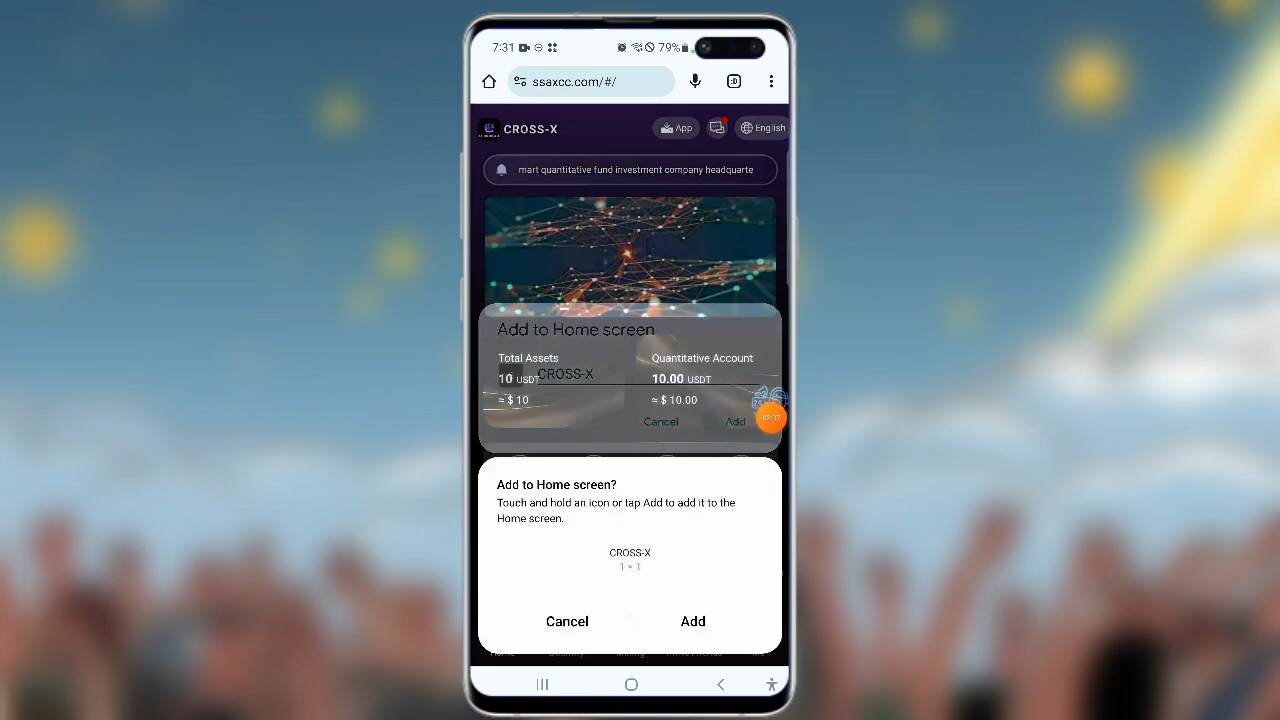 7:31
79%
ssaxcc.com/#/
:D
CROSS-X
App
English
mart quantitative fund investment company headquarte
Add to Home screen
Total Assets
Quantitative Account
CROSS-X
10 USDT
10.00 USDT
≈ $ 10
≈ $ 10.00
Cancel
Add
02:37
Add to Home screen?
Touch and hold an icon or tap Add to add it to the
Home screen.
CROSS-X
1 × 1
Cancel
Add